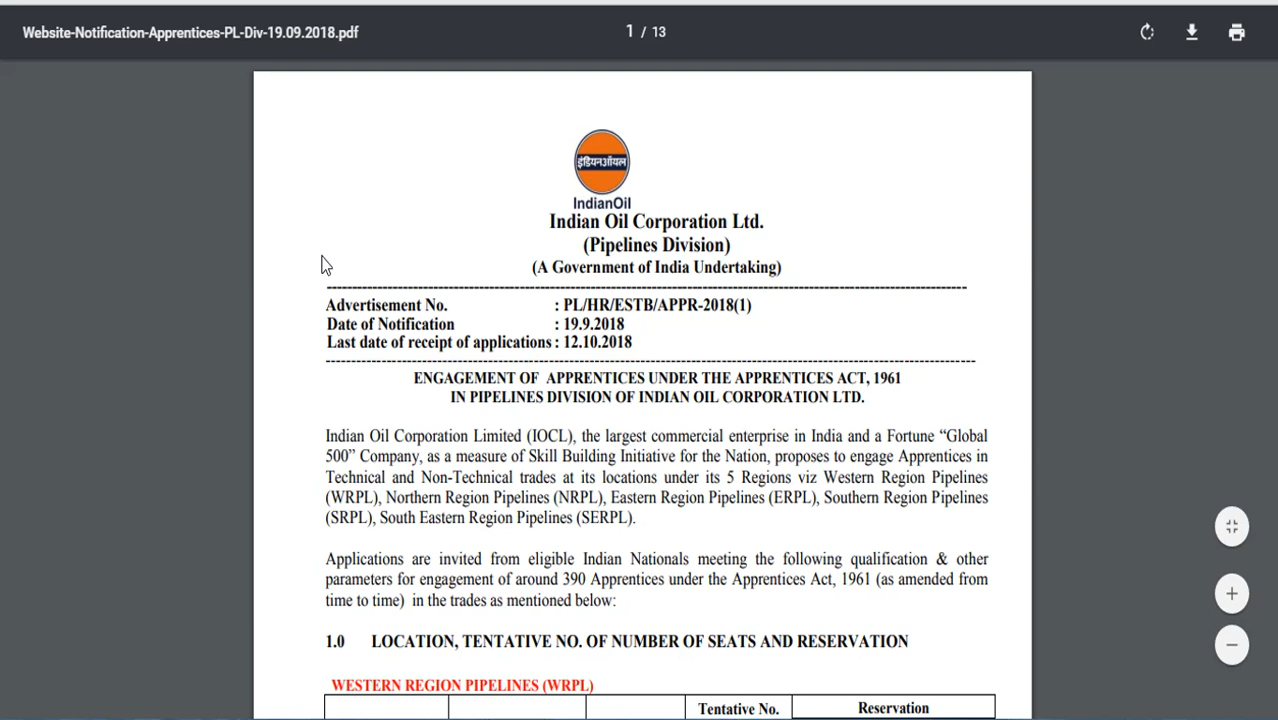 Website-Notification-Apprentices-PL-Div-19.09.2018.pdf
1 / 13
इंडियनऑयल
IndianOil
Indian Oil Corporation Ltd.
(Pipelines Division)
(A Government of India Undertaking)
Advertisement No. : PL/HR/ESTB/APPR-2018(1)
Date of Notification : 19.9.2018
Last date of receipt of applications : 12.10.2018
ENGAGEMENT OF APPRENTICES UNDER THE APPRENTICES ACT, 1961
IN PIPELINES DIVISION OF INDIAN OIL CORPORATION LTD.
Indian Oil Corporation Limited (IOCL), the largest commercial enterprise in India and a Fortune “Global
500” Company, as a measure of Skill Building Initiative for the Nation, proposes to engage Apprentices in
Technical and Non-Technical trades at its locations under its 5 Regions viz Western Region Pipelines
(WRPL), Northern Region Pipelines (NRPL), Eastern Region Pipelines (ERPL), Southern Region Pipelines
(SRPL), South Eastern Region Pipelines (SERPL).
Applications are invited from eligible Indian Nationals meeting the following qualification & other
parameters for engagement of around 390 Apprentices under the Apprentices Act, 1961 (as amended from
time to time) in the trades as mentioned below:
1.0 LOCATION, TENTATIVE NO. OF NUMBER OF SEATS AND RESERVATION
WESTERN REGION PIPELINES (WRPL)
Tentative No. Reservation